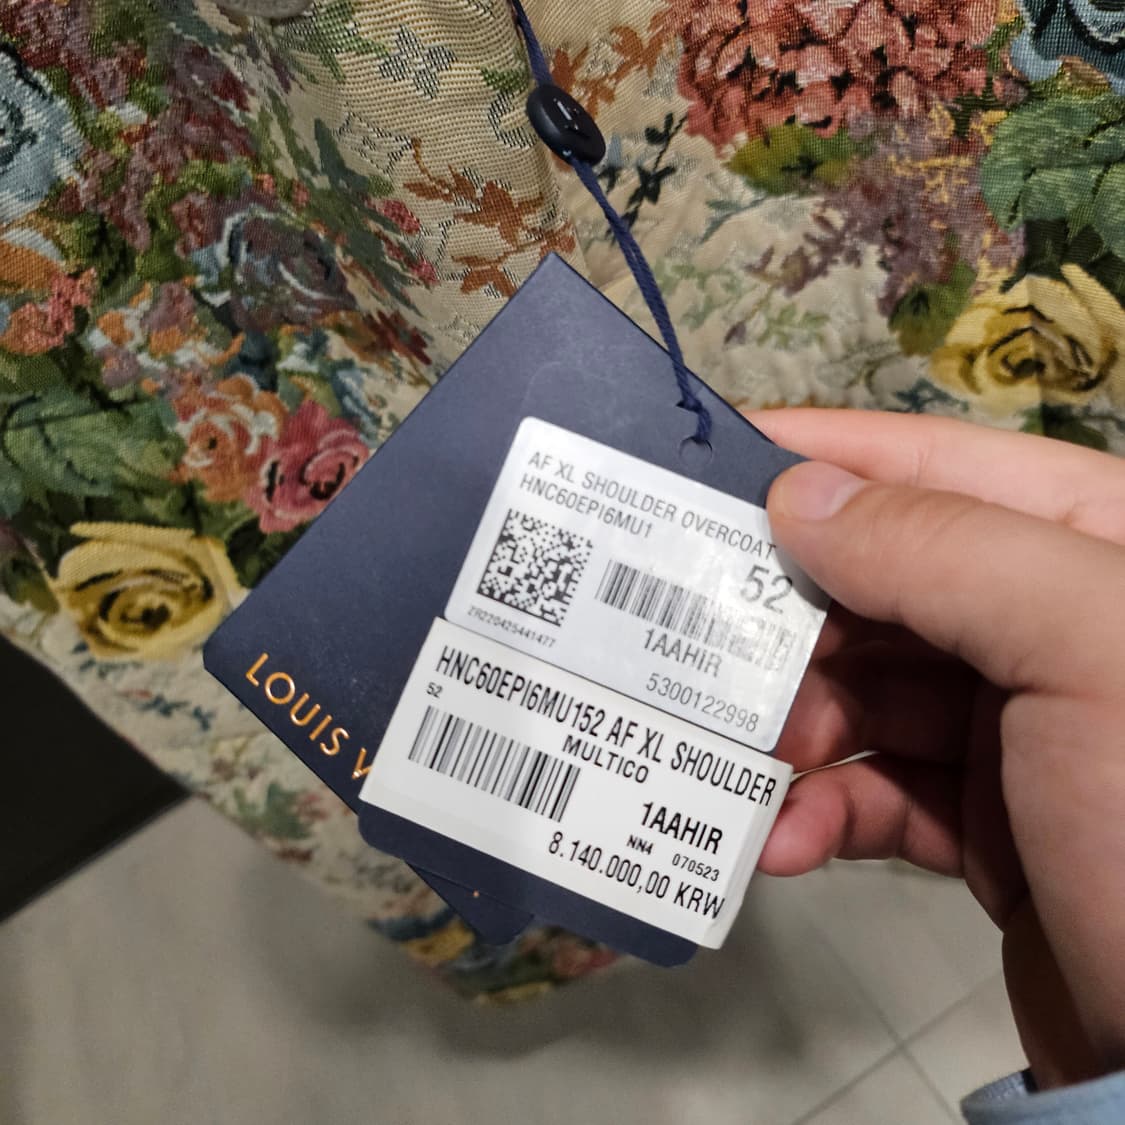 AF XL SHOULDER OVERCOAT
HNC60EPI6MU1
52
ZR220425441477
1AAHIR
5300122998
HNC60EPI6MU152 AF XL SHOULDER
52
MULTICO
1AAHIR
NN4 070523
8.140.000,00 KRW
LOUIS V